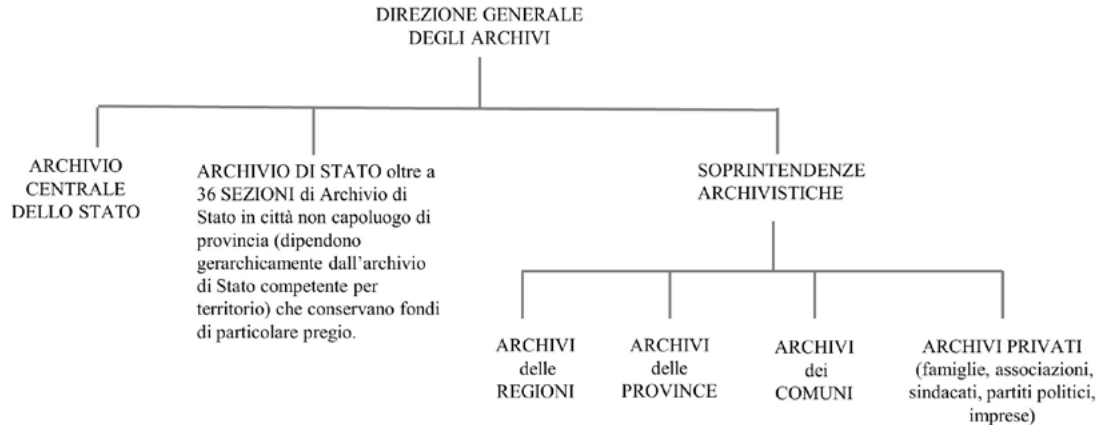 DIREZIONE GENERALE
DEGLI ARCHIVI
ARCHIVIO
CENTRALE
DELLO STATO
ARCHIVIO DI STATO oltre a
36 SEZIONI di Archivio di
Stato in città non capoluogo di
provincia (dipendono
gerarchicamente dall’archivio
di Stato competente per
territorio) che conservano fondi
di particolare pregio.
SOPRINTENDENZE
ARCHIVISTICHE
ARCHIVI
delle
REGIONI
ARCHIVI
delle
PROVINCE
ARCHIVI
dei
COMUNI
ARCHIVI PRIVATI
(famiglie, associazioni,
sindacati, partiti politici,
imprese)